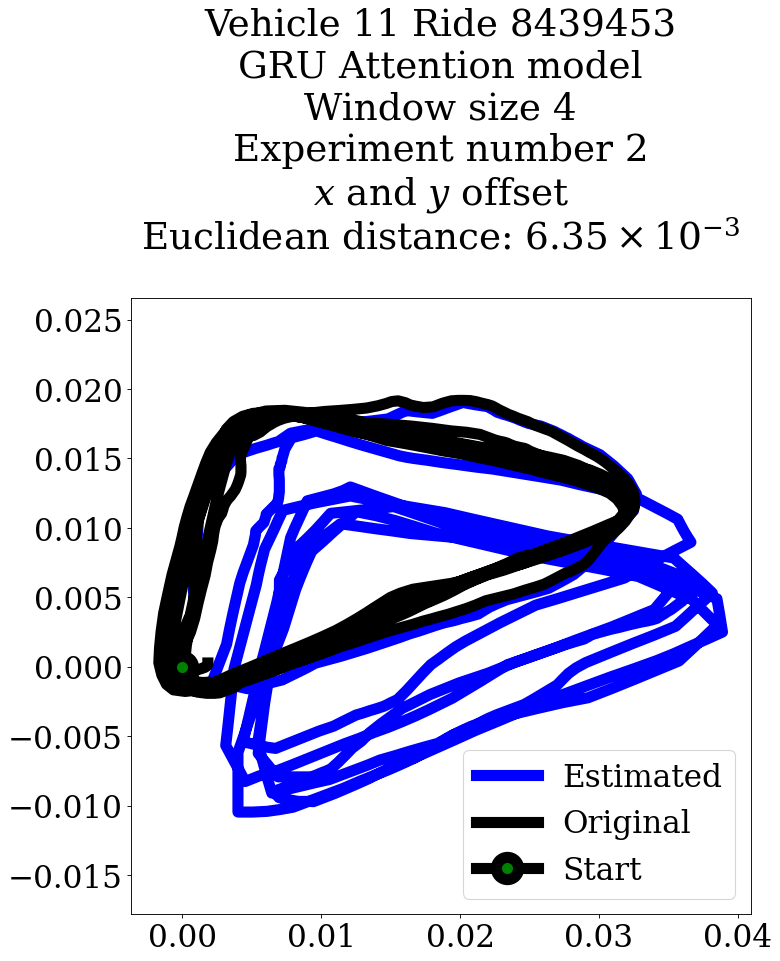 Vehicle 11 Ride 8439453
GRU Attention model
Window size 4
Experiment number 2
x and y offset
Euclidean distance: 6.35 × 10⁻³
0.025
0.020
0.015
0.010
0.005
0.000
−0.005
−0.010
−0.015
Estimated
Original
Start
0.00 0.01 0.02 0.03 0.04